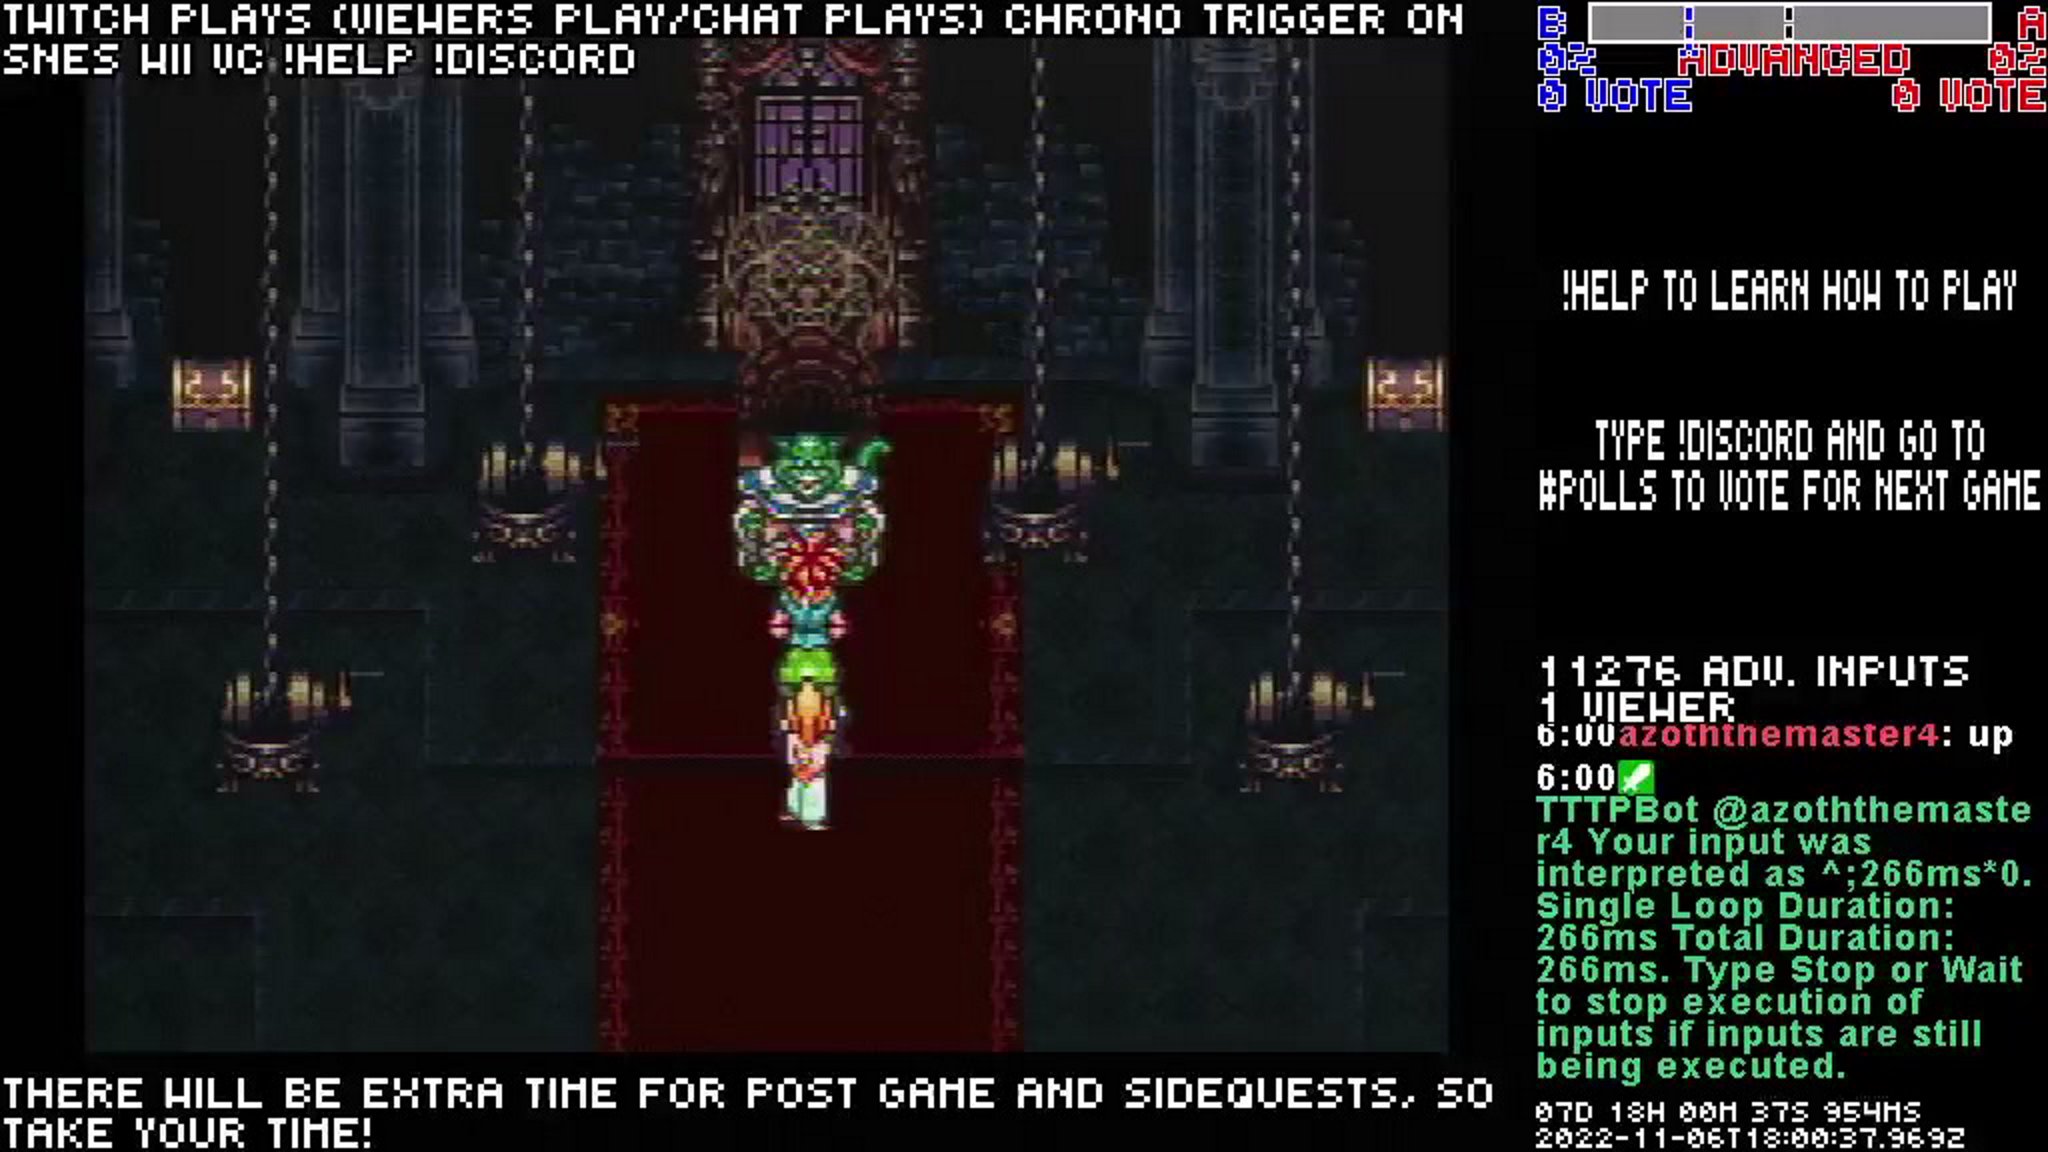 TWITCH PLAYS (VIEWERS PLAY/CHAT PLAYS) CHRONO TRIGGER ON
SNES WII VC !HELP !DISCORD
B A
0% ADVANCED 0%
0 VOTE 0 VOTE
!HELP TO LEARN HOW TO PLAY
TYPE !DISCORD AND GO TO
#POLLS TO VOTE FOR NEXT GAME
11276 ADV. INPUTS
1 VIEWER
6:00azoththemaster4: up
6:00
TTTPBot @azoththemaste
r4 Your input was
interpreted as ^;266ms*0.
Single Loop Duration:
266ms Total Duration:
266ms. Type Stop or Wait
to stop execution of
inputs if inputs are still
being executed.
07D 18H 00M 37S 954MS
2022-11-06T18:00:37.969Z
THERE WILL BE EXTRA TIME FOR POST GAME AND SIDEQUESTS, SO
TAKE YOUR TIME!